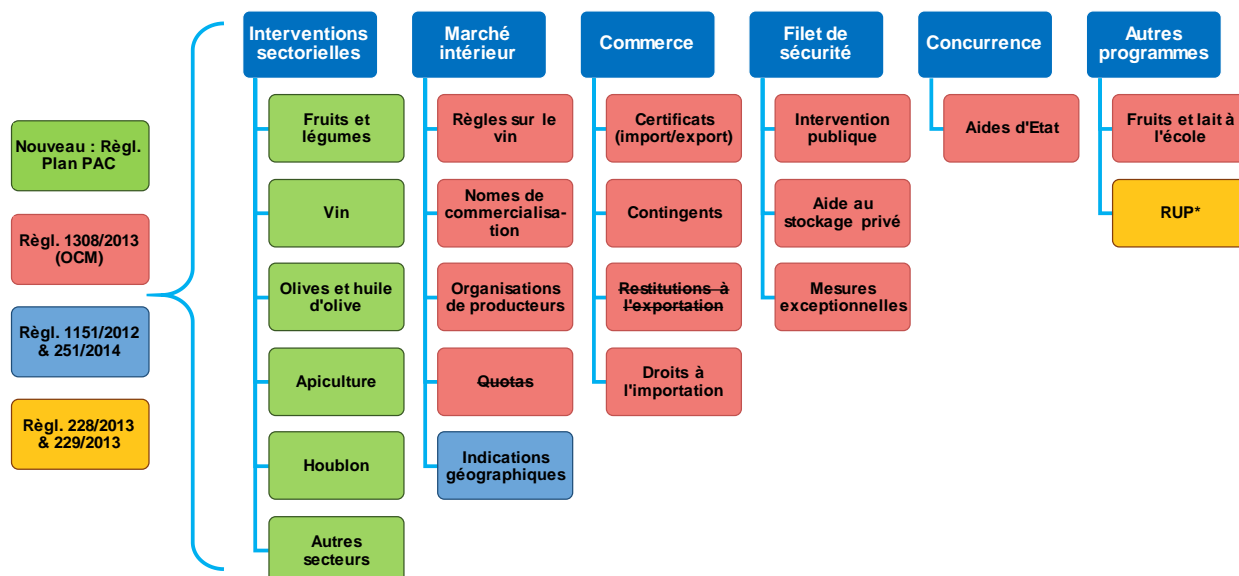 Nouveau : Règl.
Plan PAC
Règl. 1308/2013
(OCM)
Règl. 1151/2012
& 251/2014
Règl. 228/2013
& 229/2013
Interventions
sectorielles
Fruits et
légumes
Vin
Olives et huile
d'olive
Apiculture
Houblon
Autres
secteurs
Marché
intérieur
Règles sur le
vin
Nomes de
commercialisa-
tion
Organisations
de producteurs
Quotas
Indications
géographiques
Commerce
Certificats
(import/export)
Contingents
Restitutions à
l'exportation
Droits à
l'importation
Filet de
sécurité
Intervention
publique
Aide au
stockage privé
Mesures
exceptionnelles
Concurrence
Aides d'Etat
Autres
programmes
Fruits et lait à
l'école
RUP*